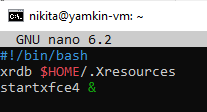 nikita@yamkin-vm: ~
GNU nano 6.2
#!/bin/bash
xrdb $HOME/.Xresources
startxfce4 &